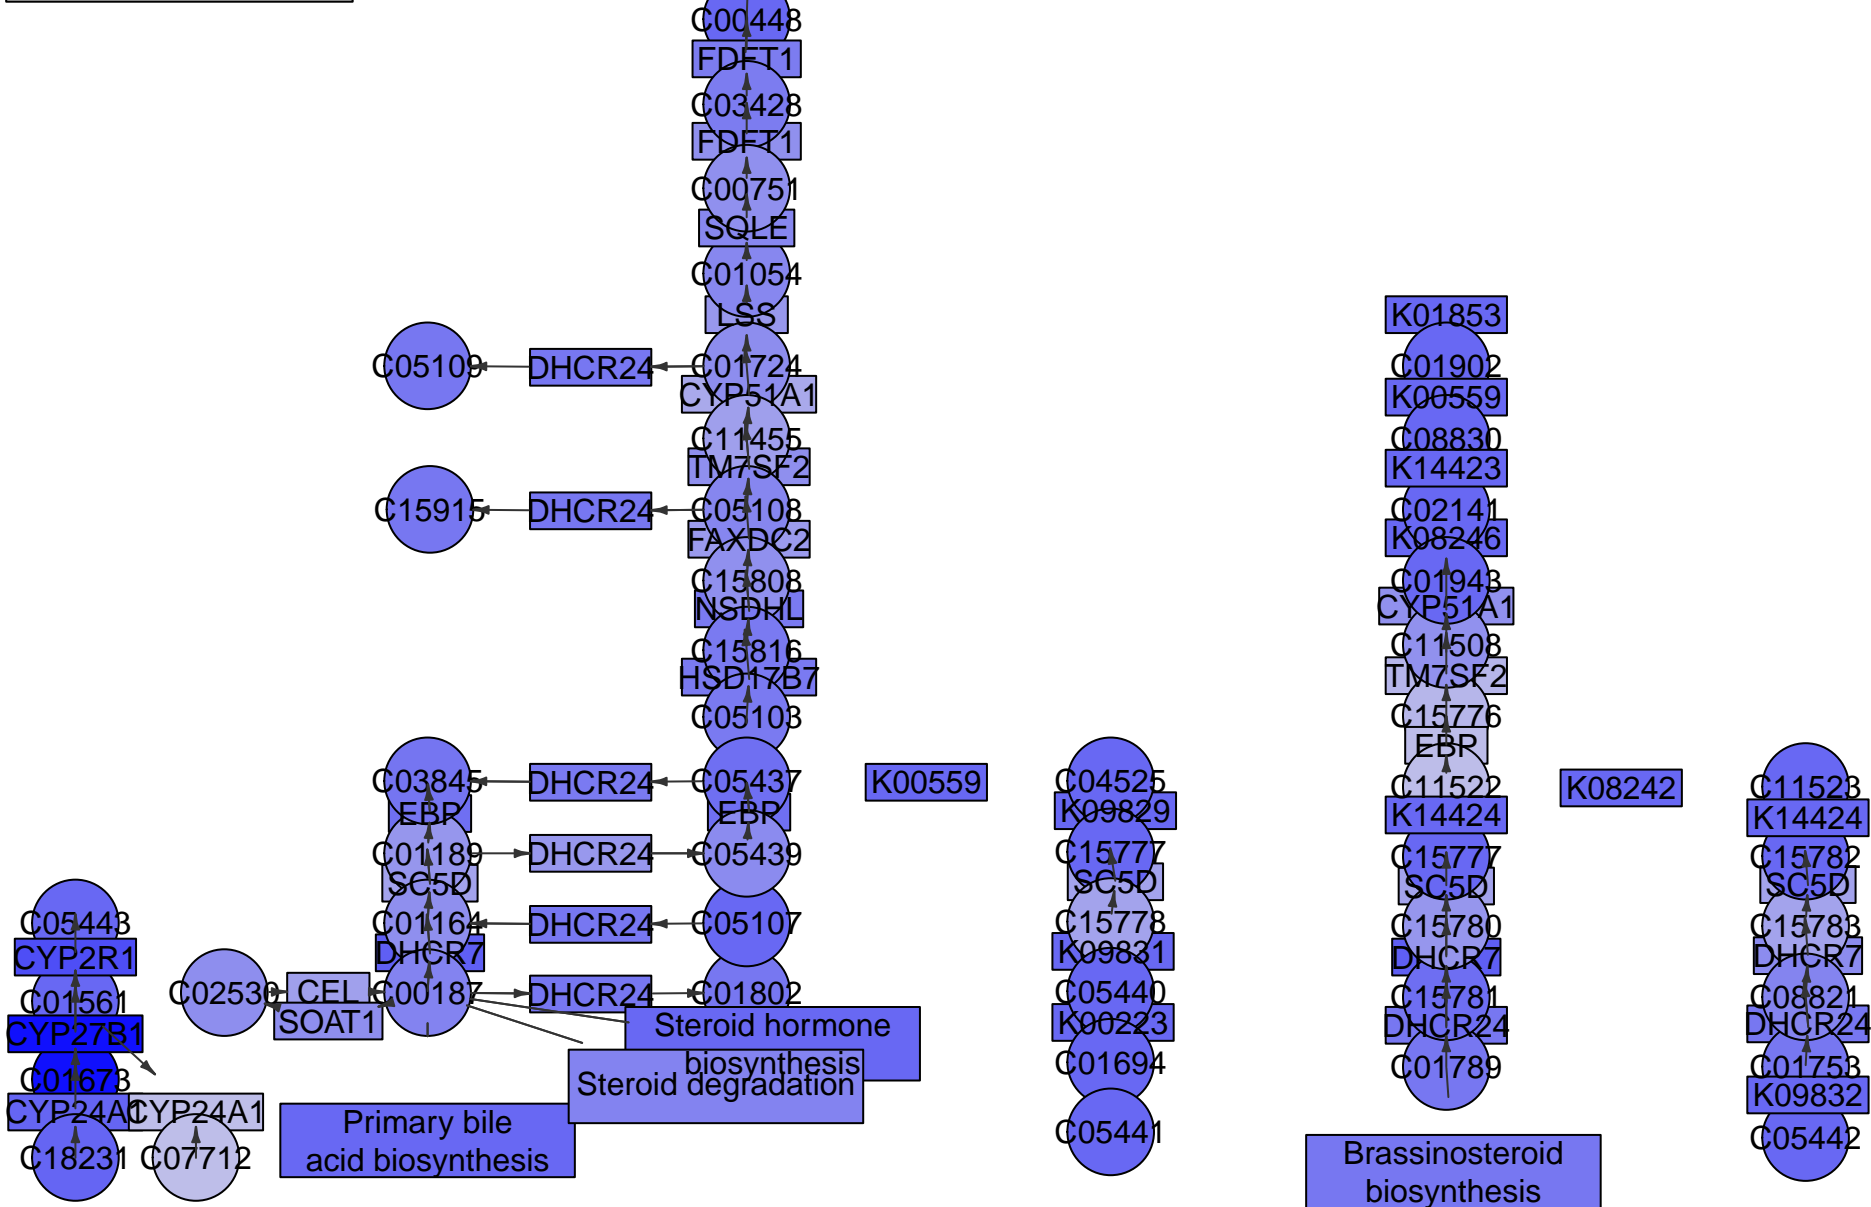 C00448
FDFT1
C03428
FDFT1
C00751
SQLE
C01054
LSS
C05109
DHCR24
C01724
CYP51A1
C11455
TM7SF2
C15915
DHCR24
C05108
FAXDC2
C15808
NSDHL
C15816
HSD17B7
C05103
C03845
DHCR24
C05437
EBP
EBP
C01189
DHCR24
C05439
SC5D
C01164
DHCR24
C05107
DHCR7
C02530
CEL
SOAT1
C00187
DHCR24
C01802
C05443
CYP2R1
C01561
CYP27B1
C01673
CYP24A1
CYP24A1
C18231
C07712
Steroid hormone
biosynthesis
Steroid degradation
Primary bile
acid biosynthesis
K00559
C04525
K09829
C15777
SC5D
C15778
K09831
C05440
K00223
C01694
C05441
K01853
C01902
K00559
C08830
K14423
C02141
K08246
C01943
CYP51A1
C11508
TM7SF2
C15776
EBP
C11522
K14424
C15777
SC5D
C15780
DHCR7
C15781
DHCR24
C01789
Brassinosteroid
biosynthesis
K08242
C11523
K14424
C15782
SC5D
C15783
DHCR7
C08821
DHCR24
C01753
K09832
C05442